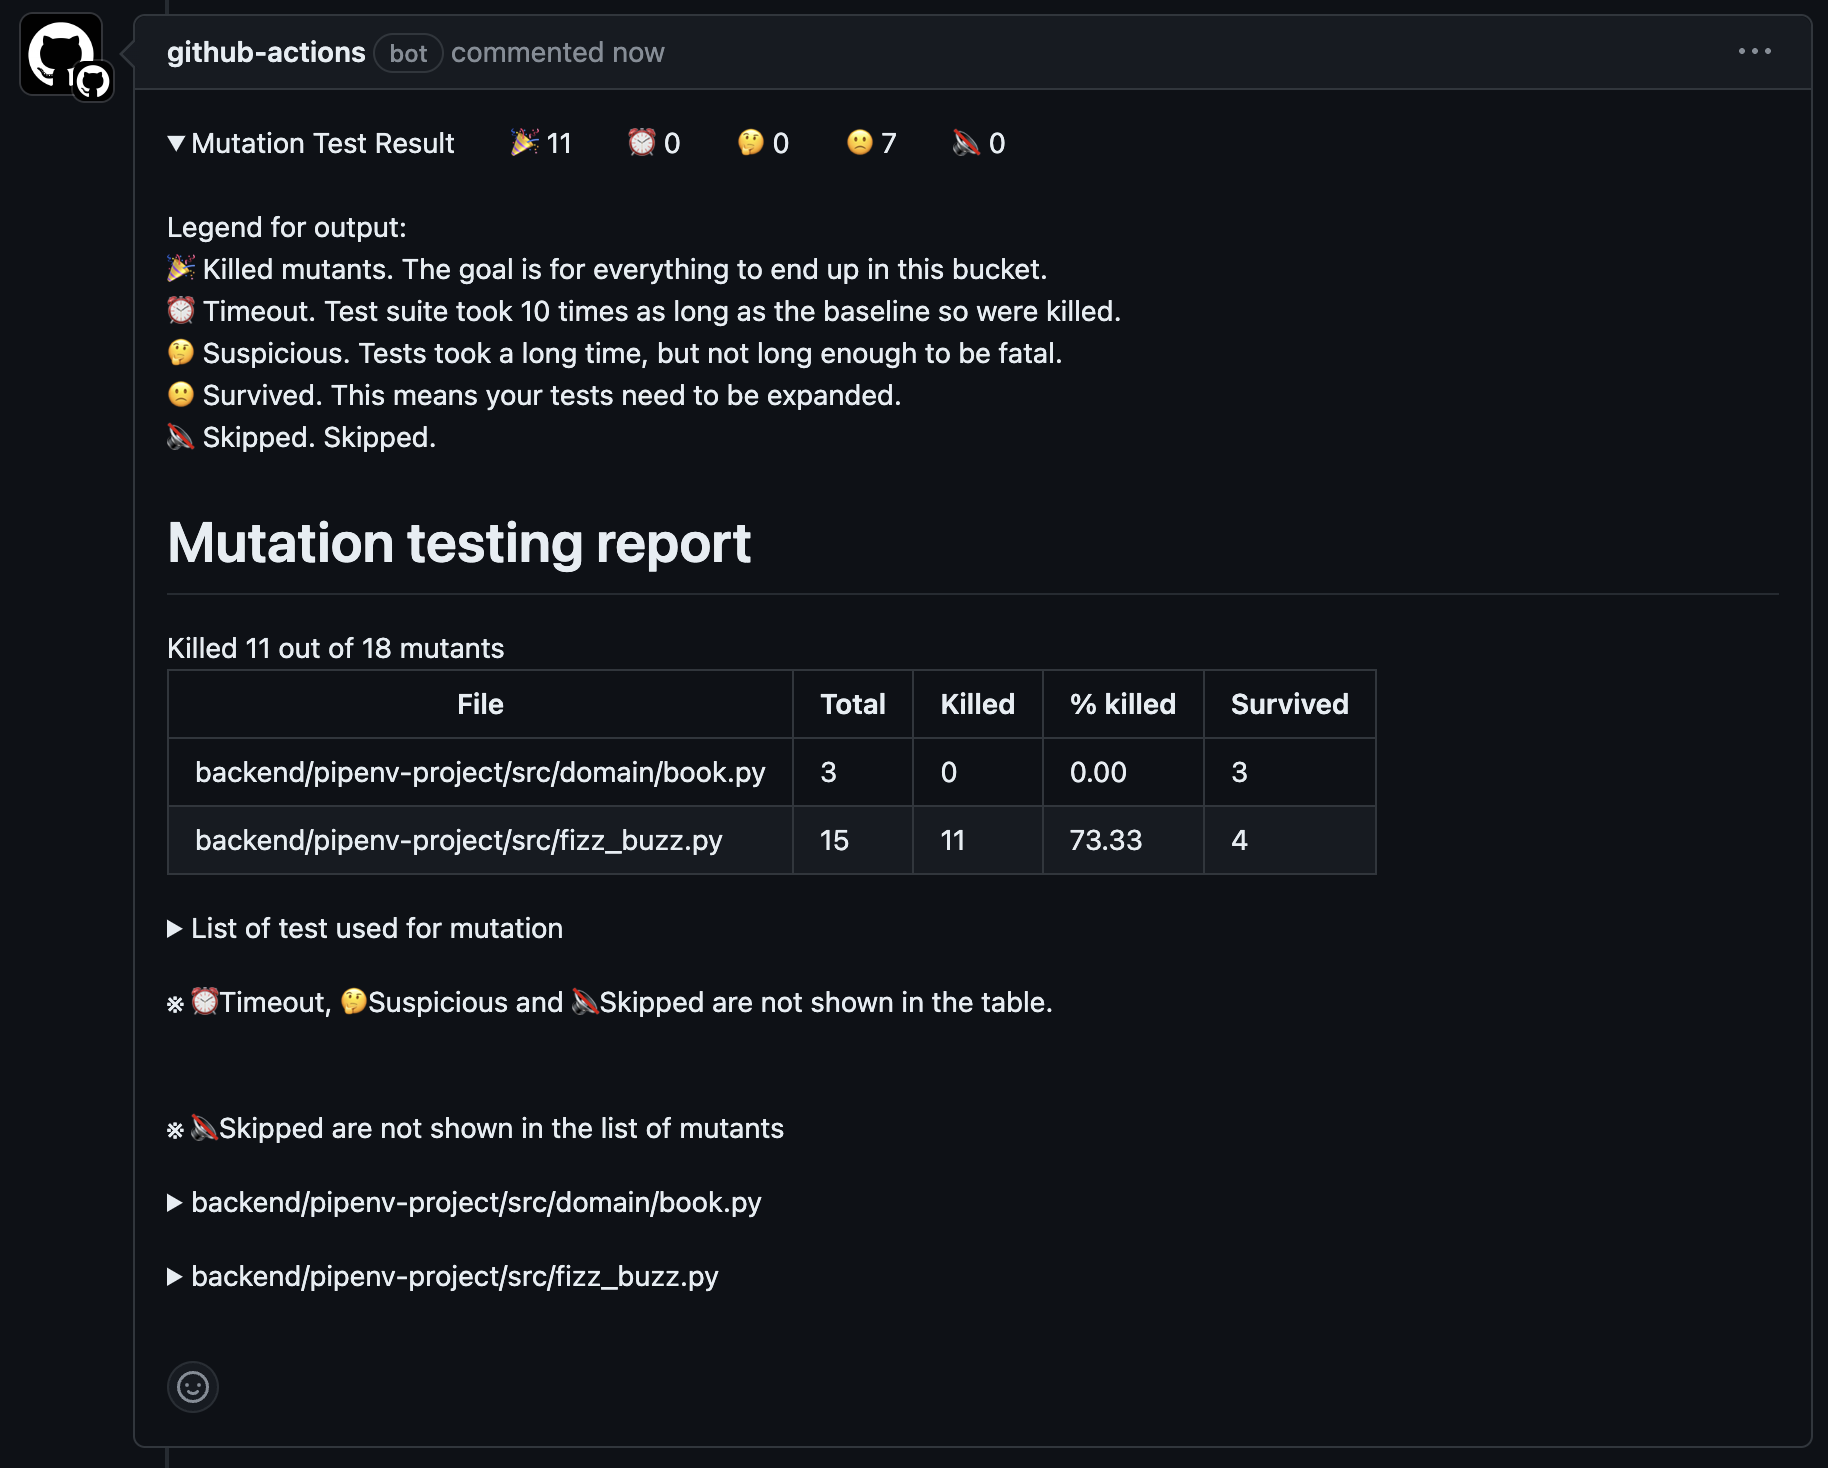 github-actions bot commented now
▼ Mutation Test Result 🎉 11 ⏰ 0 🤔 0 🙁 7 🔇 0
Legend for output:
🎉 Killed mutants. The goal is for everything to end up in this bucket.
⏰ Timeout. Test suite took 10 times as long as the baseline so were killed.
🤔 Suspicious. Tests took a long time, but not long enough to be fatal.
🙁 Survived. This means your tests need to be expanded.
🔇 Skipped. Skipped.
Mutation testing report
Killed 11 out of 18 mutants
File Total Killed % killed Survived
backend/pipenv-project/src/domain/book.py 3 0 0.00 3
backend/pipenv-project/src/fizz_buzz.py 15 11 73.33 4
▶ List of test used for mutation
※ ⏰Timeout, 🤔Suspicious and 🔇Skipped are not shown in the table.
※ 🔇Skipped are not shown in the list of mutants
▶ backend/pipenv-project/src/domain/book.py
▶ backend/pipenv-project/src/fizz_buzz.py